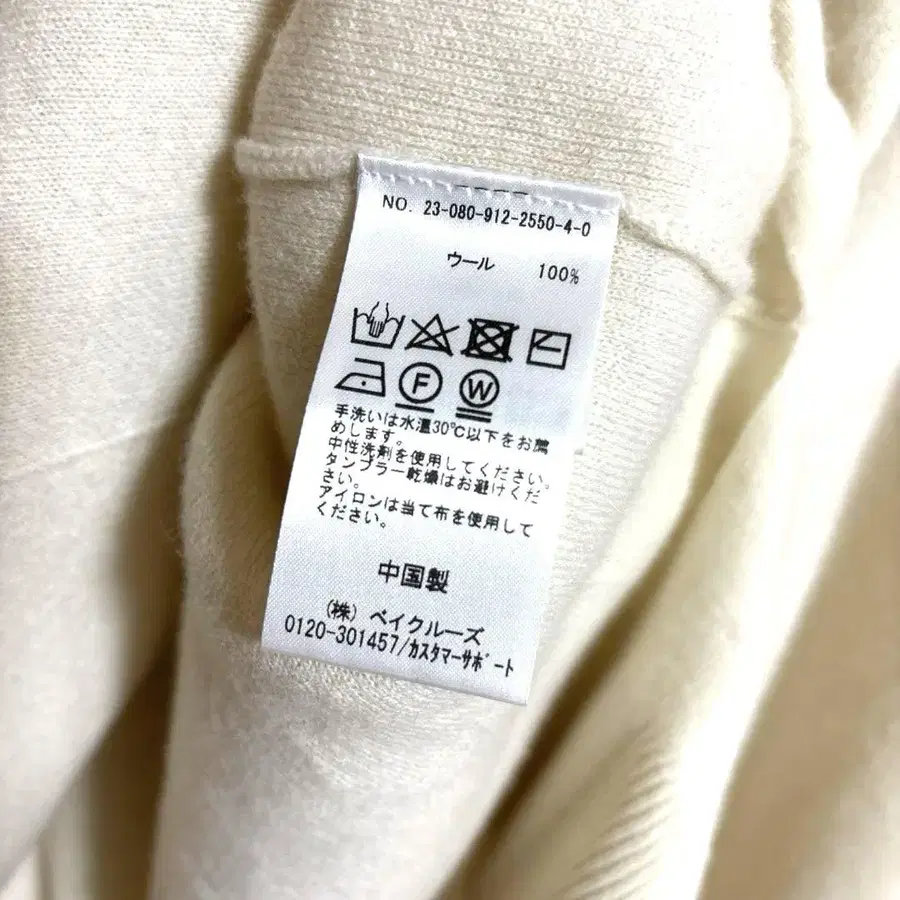 NO. 23-080-912-2550-4-0
ウール 100%
F W
手洗いは水温30℃以下をお薦
めします。
中性洗剤を使用してください。
タンブラー乾燥はお避けくだ
さい。
アイロンは当て布を使用して
ください。
中国製
(株) ベイクルーズ
0120-301457/カスタマーサポート